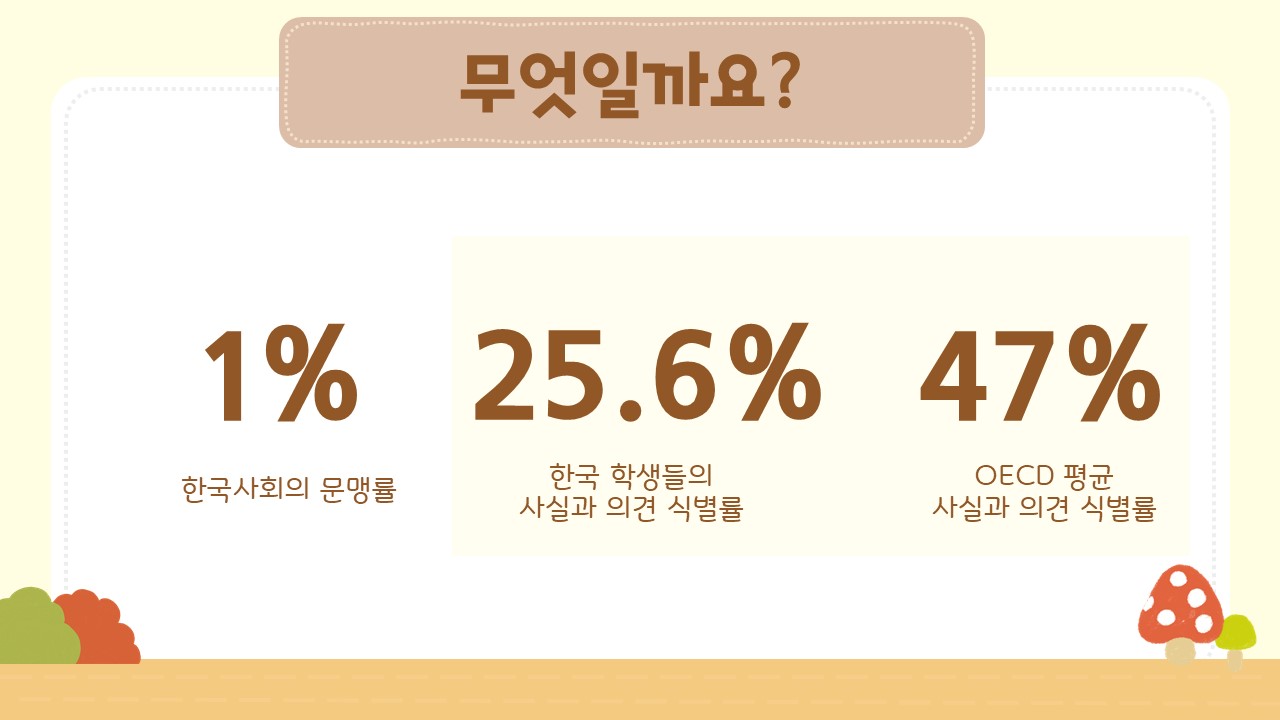 무엇일까요?
1%
한국사회의 문맹률
25.6%
한국 학생들의
사실과 의견 식별률
47%
OECD 평균
사실과 의견 식별률